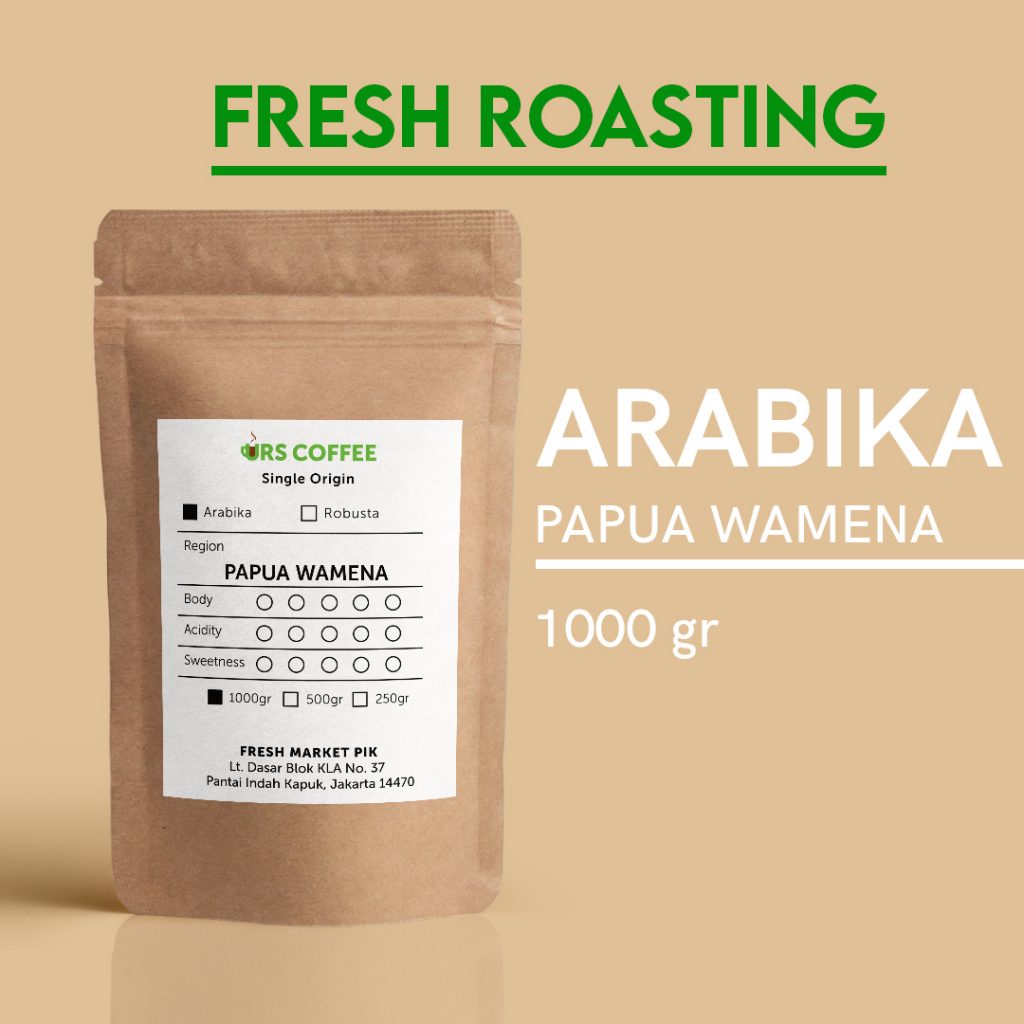 FRESH ROASTING
URS COFFEE
Single Origin
Arabika Robusta
Region
PAPUA WAMENA
Body
Acidity
Sweetness
1000gr 500gr 250gr
FRESH MARKET PIK
Lt. Dasar Blok KLA No. 37
Pantai Indah Kapuk, Jakarta 14470
ARABIKA
PAPUA WAMENA
1000 gr